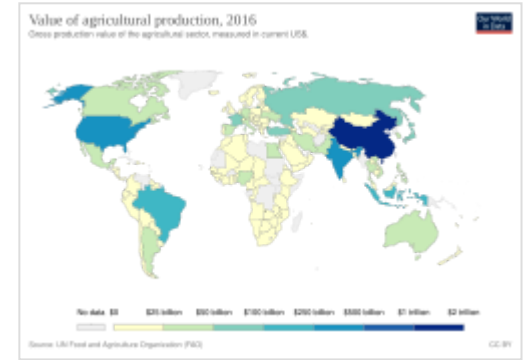 Value of agricultural production, 2016
Our World
in Data
Gross production value of the agricultural sector, measured in current US$.
No data $0 $25 billion $50 billion $100 billion $250 billion $500 billion $1 trillion $2 trillion
Source: UN Food and Agriculture Organization (FAO)
CC BY